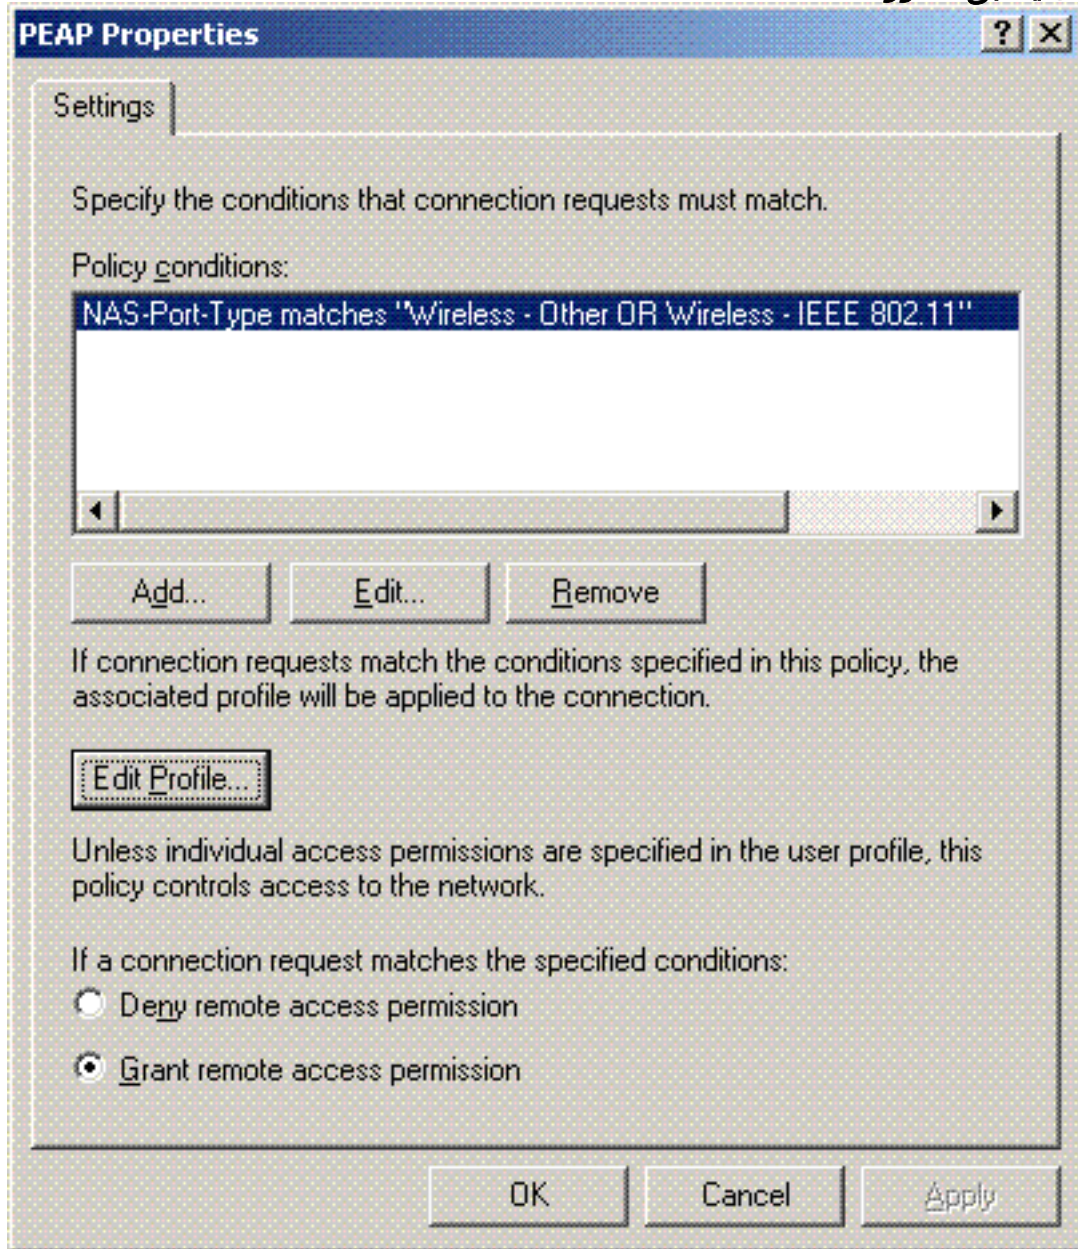 PEAP Properties
Settings
Specify the conditions that connection requests must match.
Policy conditions:
NAS-Port-Type matches "Wireless - Other OR Wireless - IEEE 802.11"
Add... Edit... Remove
If connection requests match the conditions specified in this policy, the
associated profile will be applied to the connection.
Edit Profile...
Unless individual access permissions are specified in the user profile, this
policy controls access to the network.
If a connection request matches the specified conditions:
Deny remote access permission
Grant remote access permission
OK Cancel Apply